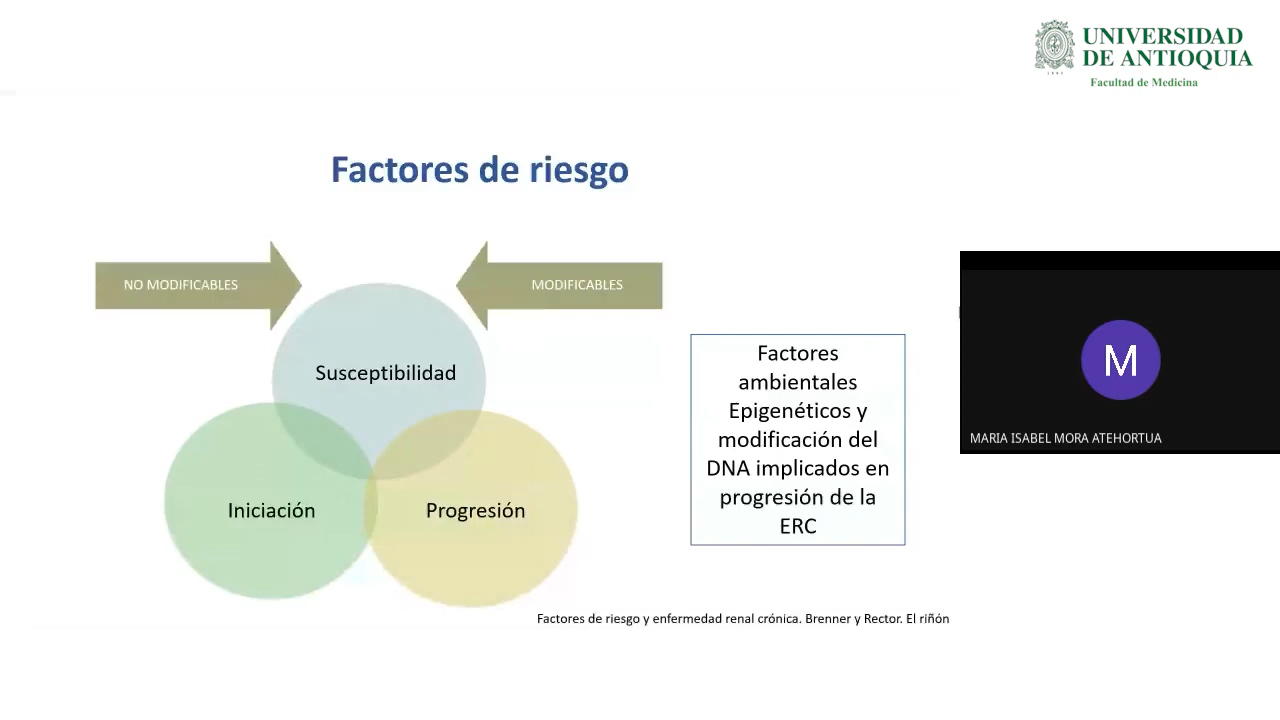 UNIVERSIDAD
DE ANTIOQUIA
1803
Facultad de Medicina
Factores de riesgo
NO MODIFICABLES
MODIFICABLES
Susceptibilidad
Iniciación
Progresión
Factores
ambientales
Epigenéticos y
modificación del
DNA implicados en
progresión de la
ERC
M
MARIA ISABEL MORA ATEHORTUA
Factores de riesgo y enfermedad renal crónica. Brenner y Rector. El riñón